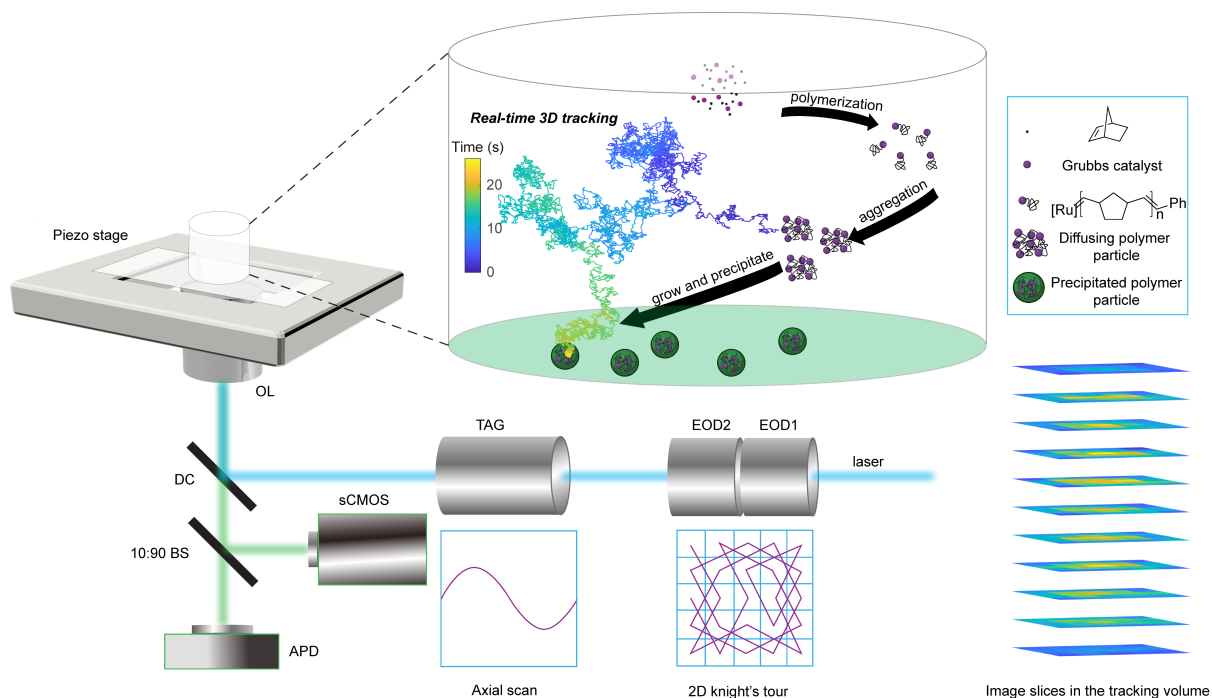 polymerization
Real-time 3D tracking
Time (s)
20
10
0
aggregation
grow and precipitate
Piezo stage
OL
Grubbs catalyst
[Ru]
n
Ph
Diffusing polymer
particle
Precipitated polymer
particle
TAG
EOD2
EOD1
laser
DC
sCMOS
10:90 BS
APD
Axial scan
2D knight's tour
Image slices in the tracking volume